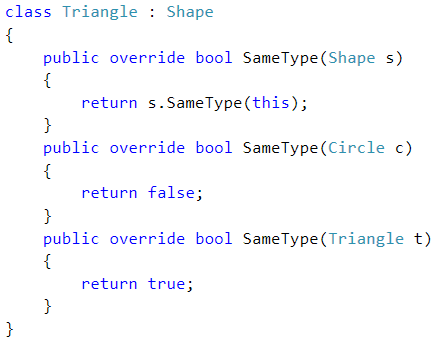 class Triangle : Shape
{
    public override bool SameType(Shape s)
    {
        return s.SameType(this);
    }
    public override bool SameType(Circle c)
    {
        return false;
    }
    public override bool SameType(Triangle t)
    {
        return true;
    }
}